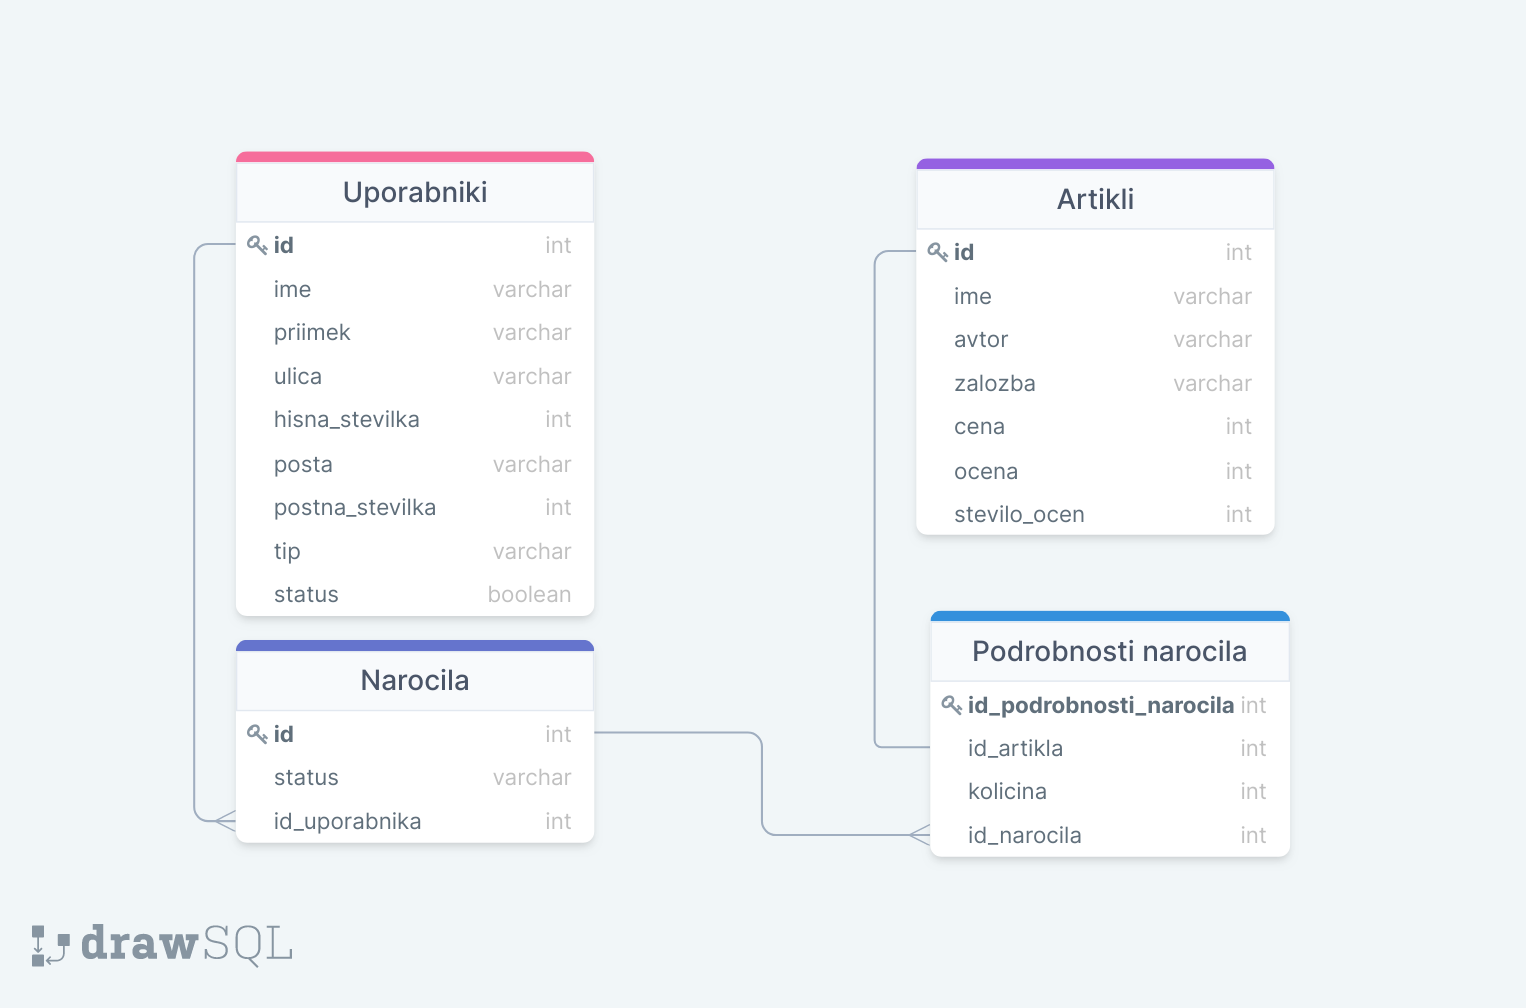 Uporabniki
id int
ime varchar
priimek varchar
ulica varchar
hisna_stevilka int
posta varchar
postna_stevilka int
tip varchar
status boolean
Narocila
id int
status varchar
id_uporabnika int
Artikli
id int
ime varchar
avtor varchar
zalozba varchar
cena int
ocena int
stevilo_ocen int
Podrobnosti narocila
id_podrobnosti_narocila int
id_artikla int
kolicina int
id_narocila int
drawSQL